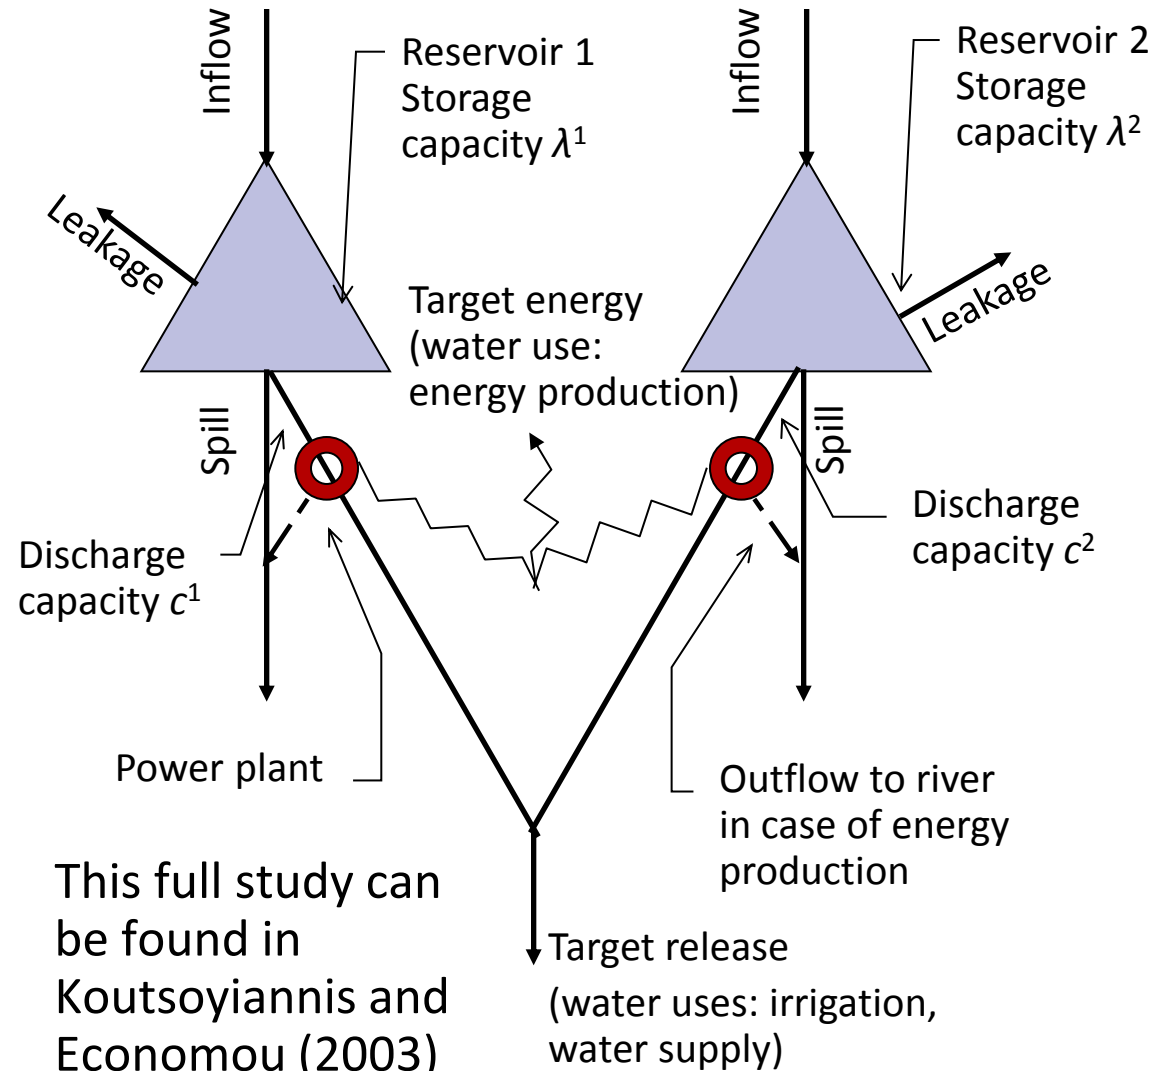 Inflow
Reservoir 1
Storage
capacity λ¹
Inflow
Reservoir 2
Storage
capacity λ²
Leakage
Leakage
Target energy
(water use:
energy production)
Spill
Spill
Discharge
capacity c¹
Discharge
capacity c²
Power plant
Outflow to river
in case of energy
production
This full study can
be found in
Koutsoyiannis and
Economou (2003)
Target release
(water uses: irrigation,
water supply)